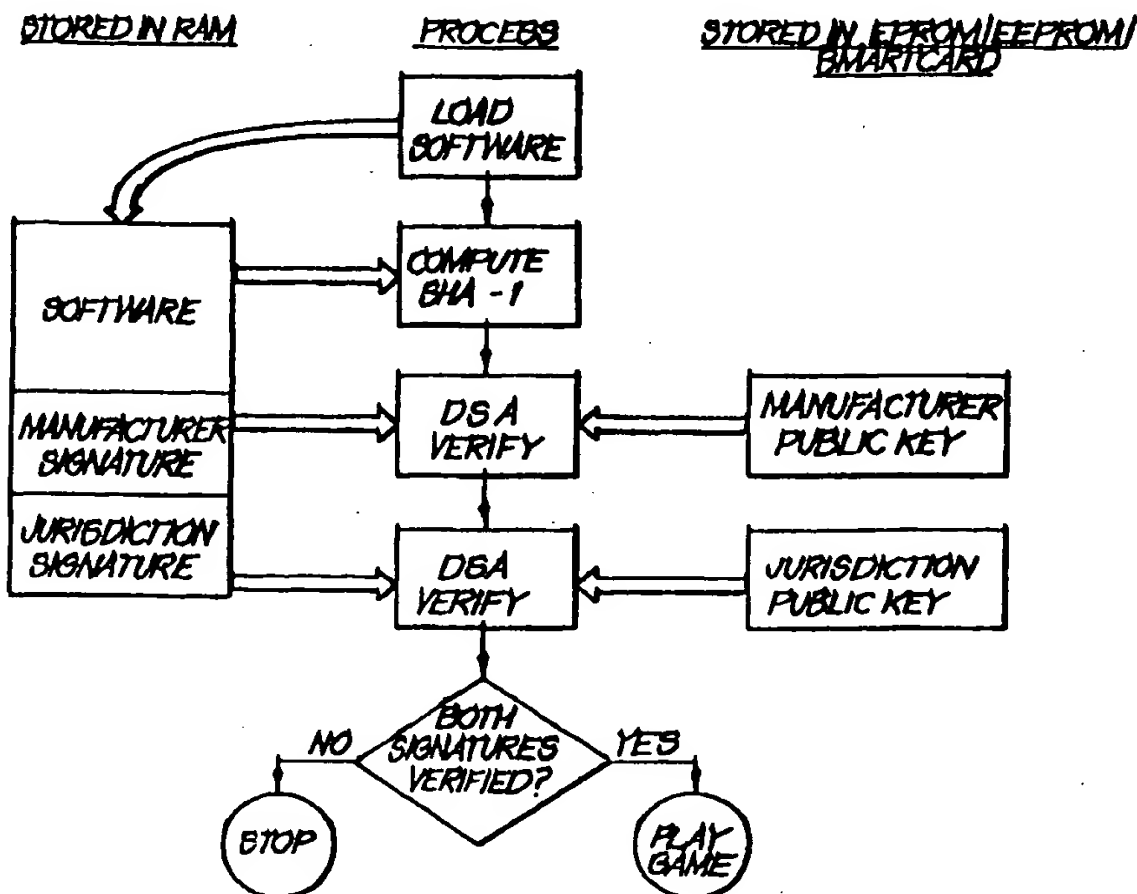 STORED IN RAM
PROCESS
STORED IN EPROM/EEPROM/
SMARTCARD
LOAD
SOFTWARE
SOFTWARE
COMPUTE
SHA - 1
MANUFACTURER
SIGNATURE
DSA
VERIFY
MANUFACTURER
PUBLIC KEY
JURISDICTION
SIGNATURE
DSA
VERIFY
JURISDICTION
PUBLIC KEY
BOTH
SIGNATURES
VERIFIED?
NO
YES
STOP
PLAY
GAME